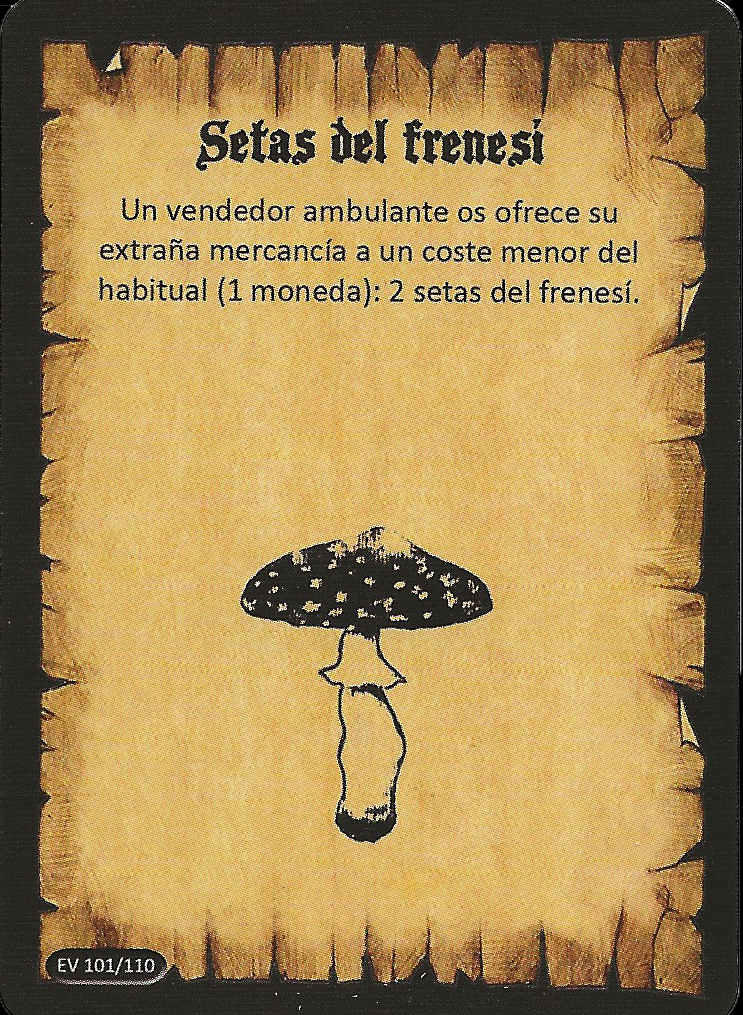 Setas del frenesí
Un vendedor ambulante os ofrece su
extraña mercancía a un coste menor del
habitual (1 moneda): 2 setas del frenesí.
EV 101/110